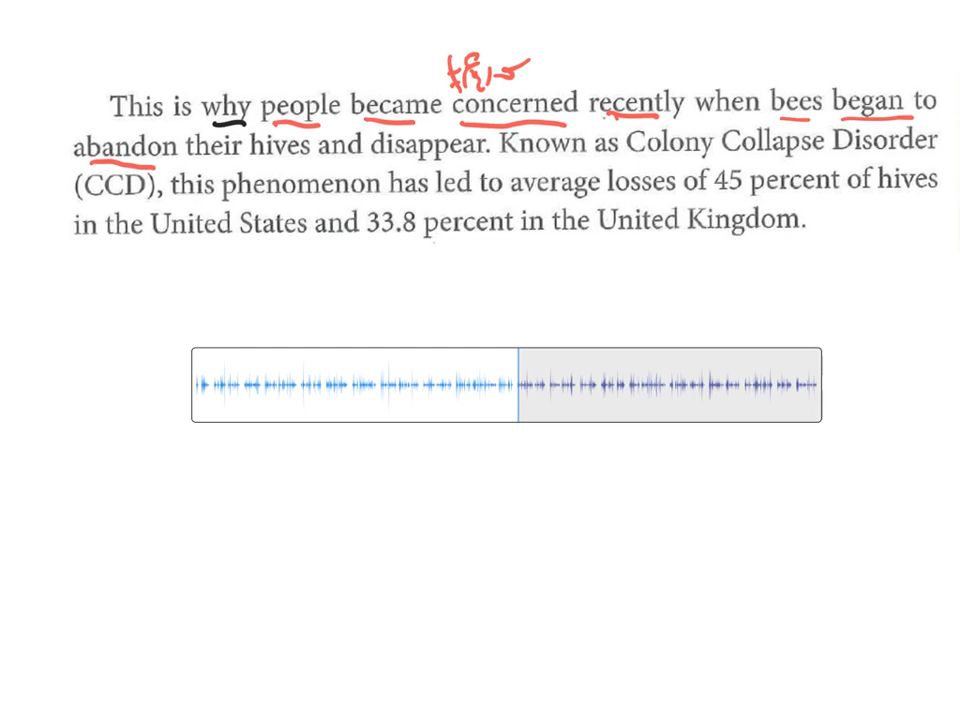 This is why people became concerned recently when bees began to
abandon their hives and disappear. Known as Colony Collapse Disorder
(CCD), this phenomenon has led to average losses of 45 percent of hives
in the United States and 33.8 percent in the United Kingdom.